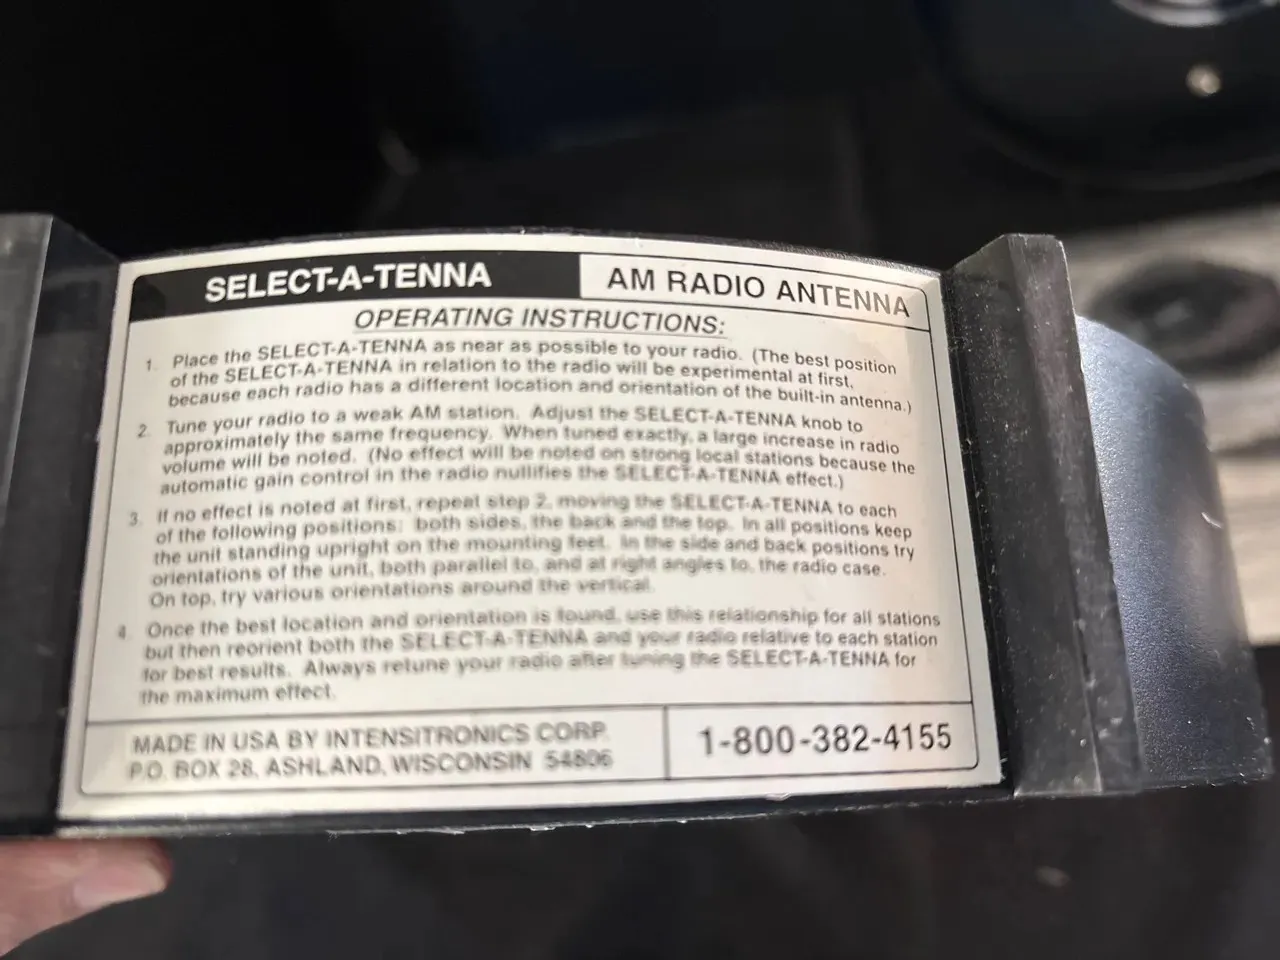 SELECT-A-TENNA
AM RADIO ANTENNA
OPERATING INSTRUCTIONS:
1. Place the SELECT-A-TENNA as near as possible to your radio. (The best position
of the SELECT-A-TENNA in relation to the radio will be experimental at first,
because each radio has a different location and orientation of the built-in antenna.)
2. Tune your radio to a weak AM station. Adjust the SELECT-A-TENNA knob to
approximately the same frequency. When tuned exactly, a large increase in radio
volume will be noted. (No effect will be noted on strong local stations because the
automatic gain control in the radio nullifies the SELECT-A-TENNA effect.)
3. If no effect is noted at first, repeat step 2, moving the SELECT-A-TENNA to each
of the following positions: both sides, the back and the top. In all positions keep
the unit standing upright on the mounting feet. In the side and back positions try
orientations of the unit, both parallel to, and at right angles to, the radio case.
On top, try various orientations around the vertical.
4. Once the best location and orientation is found, use this relationship for all stations
but then reorient both the SELECT-A-TENNA and your radio relative to each station
for best results. Always retune your radio after tuning the SELECT-A-TENNA for
the maximum effect.
MADE IN USA BY INTENSITRONICS CORP.
P.O. BOX 28, ASHLAND, WISCONSIN 54806
1-800-382-4155